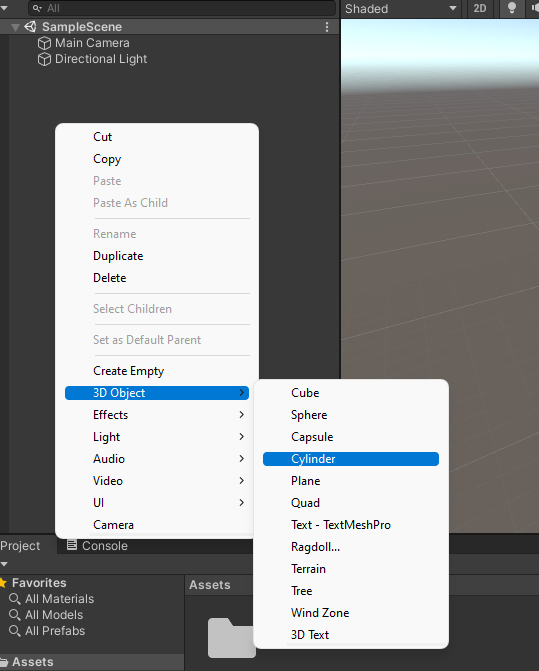 All
Shaded
2D
SampleScene
Main Camera
Directional Light
Cut
Copy
Paste
Paste As Child
Rename
Duplicate
Delete
Select Children
Set as Default Parent
Create Empty
3D Object
Effects
Light
Audio
Video
UI
Camera
Cube
Sphere
Capsule
Cylinder
Plane
Quad
Text - TextMeshPro
Ragdoll...
Terrain
Tree
Wind Zone
3D Text
Project
Console
Favorites
All Materials
All Models
All Prefabs
Assets
Assets